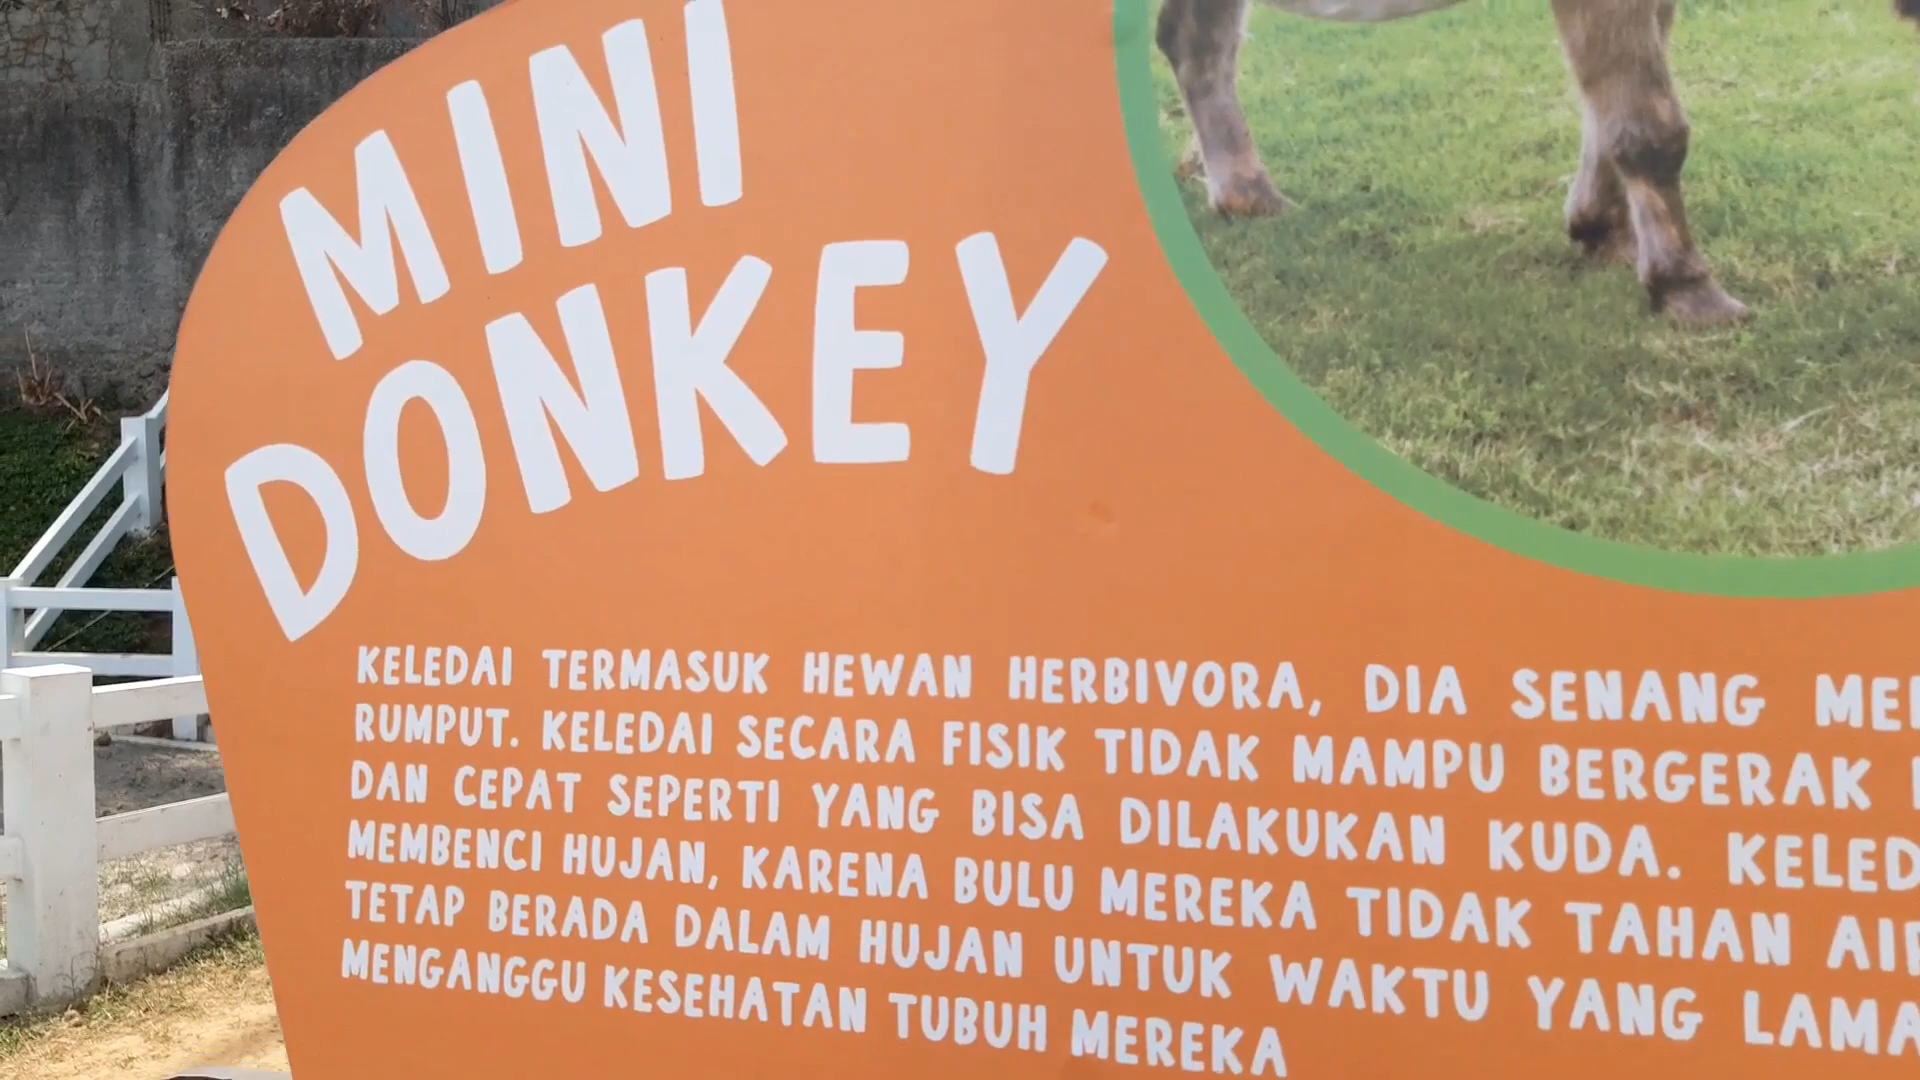 MINI
DONKEY
KELEDAI TERMASUK HEWAN HERBIVORA, DIA SENANG
RUMPUT. KELEDAI SECARA FISIK TIDAK MAMPU BERGERAK
DAN CEPAT SEPERTI YANG BISA DILAKUKAN KUDA.
MEMBENCI HUJAN, KARENA BULU MEREKA TIDAK TAHAN AIR
TETAP BERADA DALAM HUJAN UNTUK WAKTU YANG LAMA
MENGANGGU KESEHATAN TUBUH MEREKA